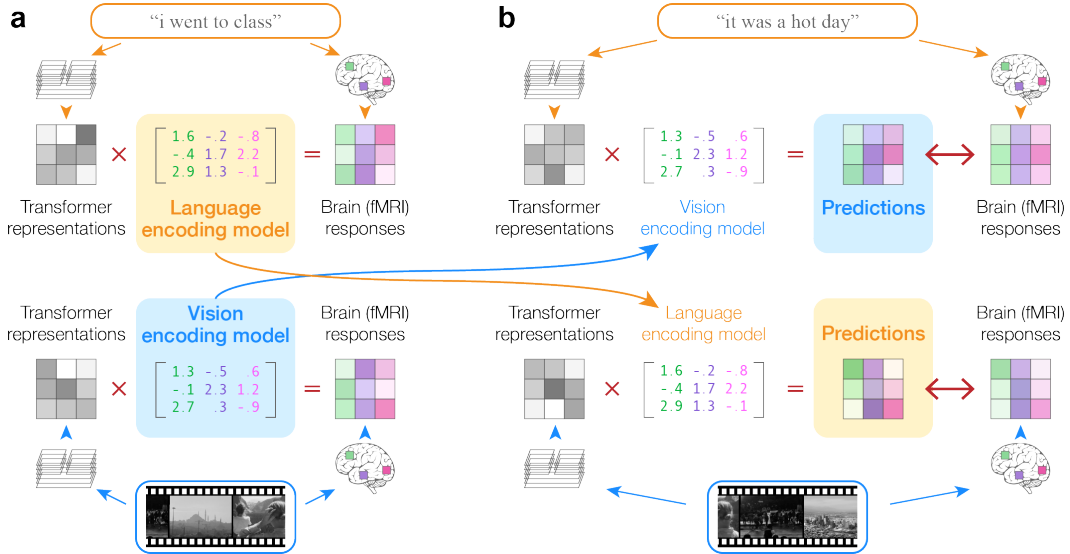 a
“i went to class”
1.6 -.2 -.8
-.4 1.7 2.2
2.9 1.3 -.1
×
=
Transformer
representations
Language
encoding model
Brain (fMRI)
responses
Transformer
representations
Vision
encoding model
Brain (fMRI)
responses
1.3 -.5 .6
-.1 2.3 1.2
2.7 .3 -.9
×
=
b
“it was a hot day”
1.3 -.5 .6
-.1 2.3 1.2
2.7 .3 -.9
×
=
Transformer
representations
Vision
encoding model
Predictions
Brain (fMRI)
responses
Transformer
representations
Language
encoding model
Predictions
Brain (fMRI)
responses
1.6 -.2 -.8
-.4 1.7 2.2
2.9 1.3 -.1
×
=